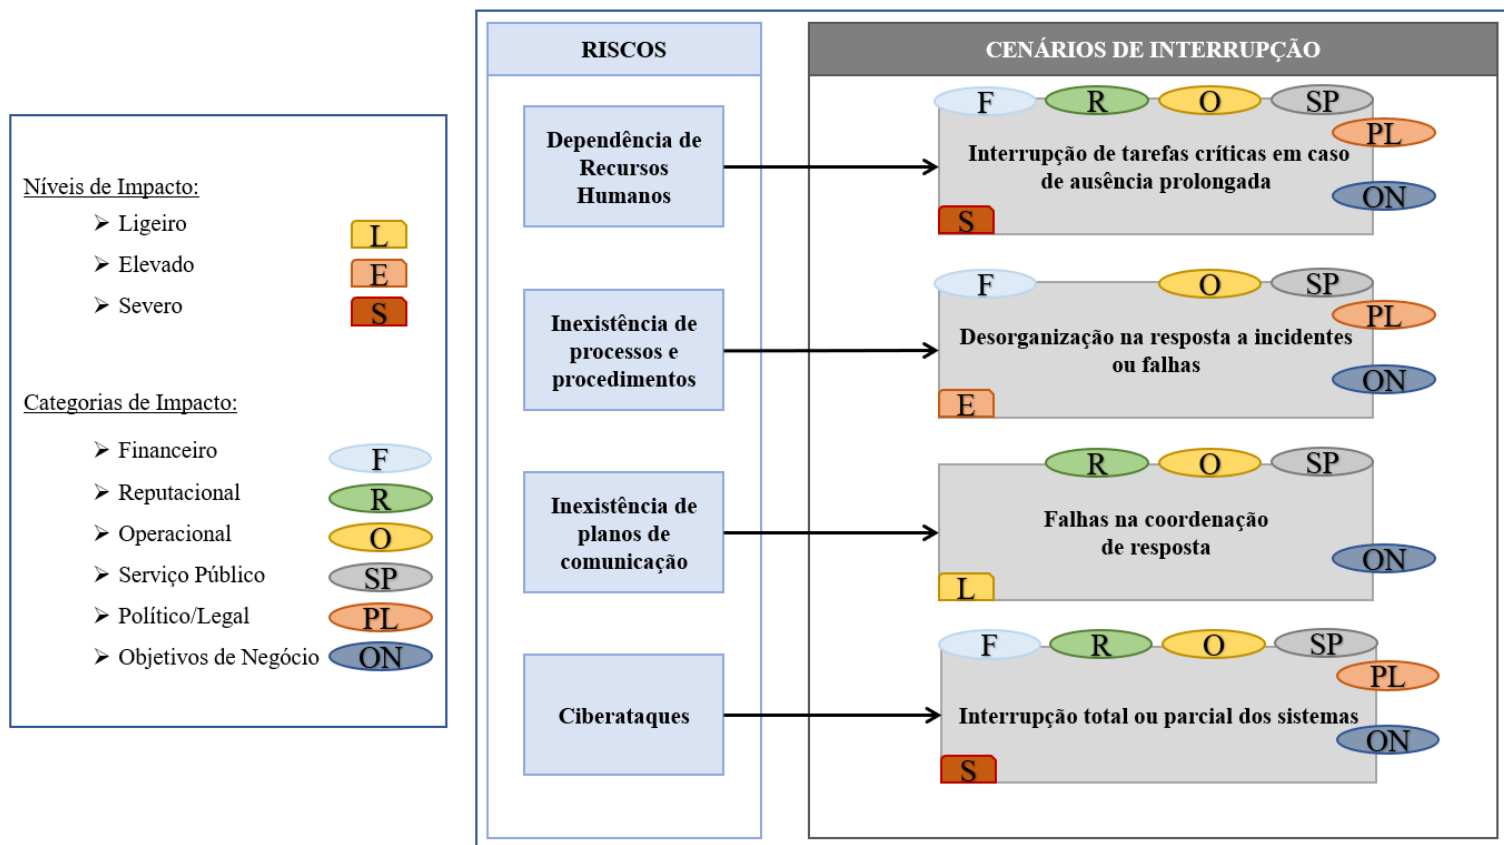 Níveis de Impacto:
➢ Ligeiro L
➢ Elevado E
➢ Severo S
Categorias de Impacto:
➢ Financeiro F
➢ Reputacional R
➢ Operacional O
➢ Serviço Público SP
➢ Político/Legal PL
➢ Objetivos de Negócio ON
RISCOS
CENÁRIOS DE INTERRUPÇÃO
Dependência de
Recursos
Humanos
F R O SP
PL
Interrupção de tarefas críticas em caso
de ausência prolongada
ON
S
Inexistência de
processos e
procedimentos
F O SP
PL
Desorganização na resposta a incidentes
ou falhas
ON
E
Inexistência de
planos de
comunicação
R O SP
Falhas na coordenação
de resposta
ON
L
Ciberataques
F R O SP
PL
Interrupção total ou parcial dos sistemas
ON
S